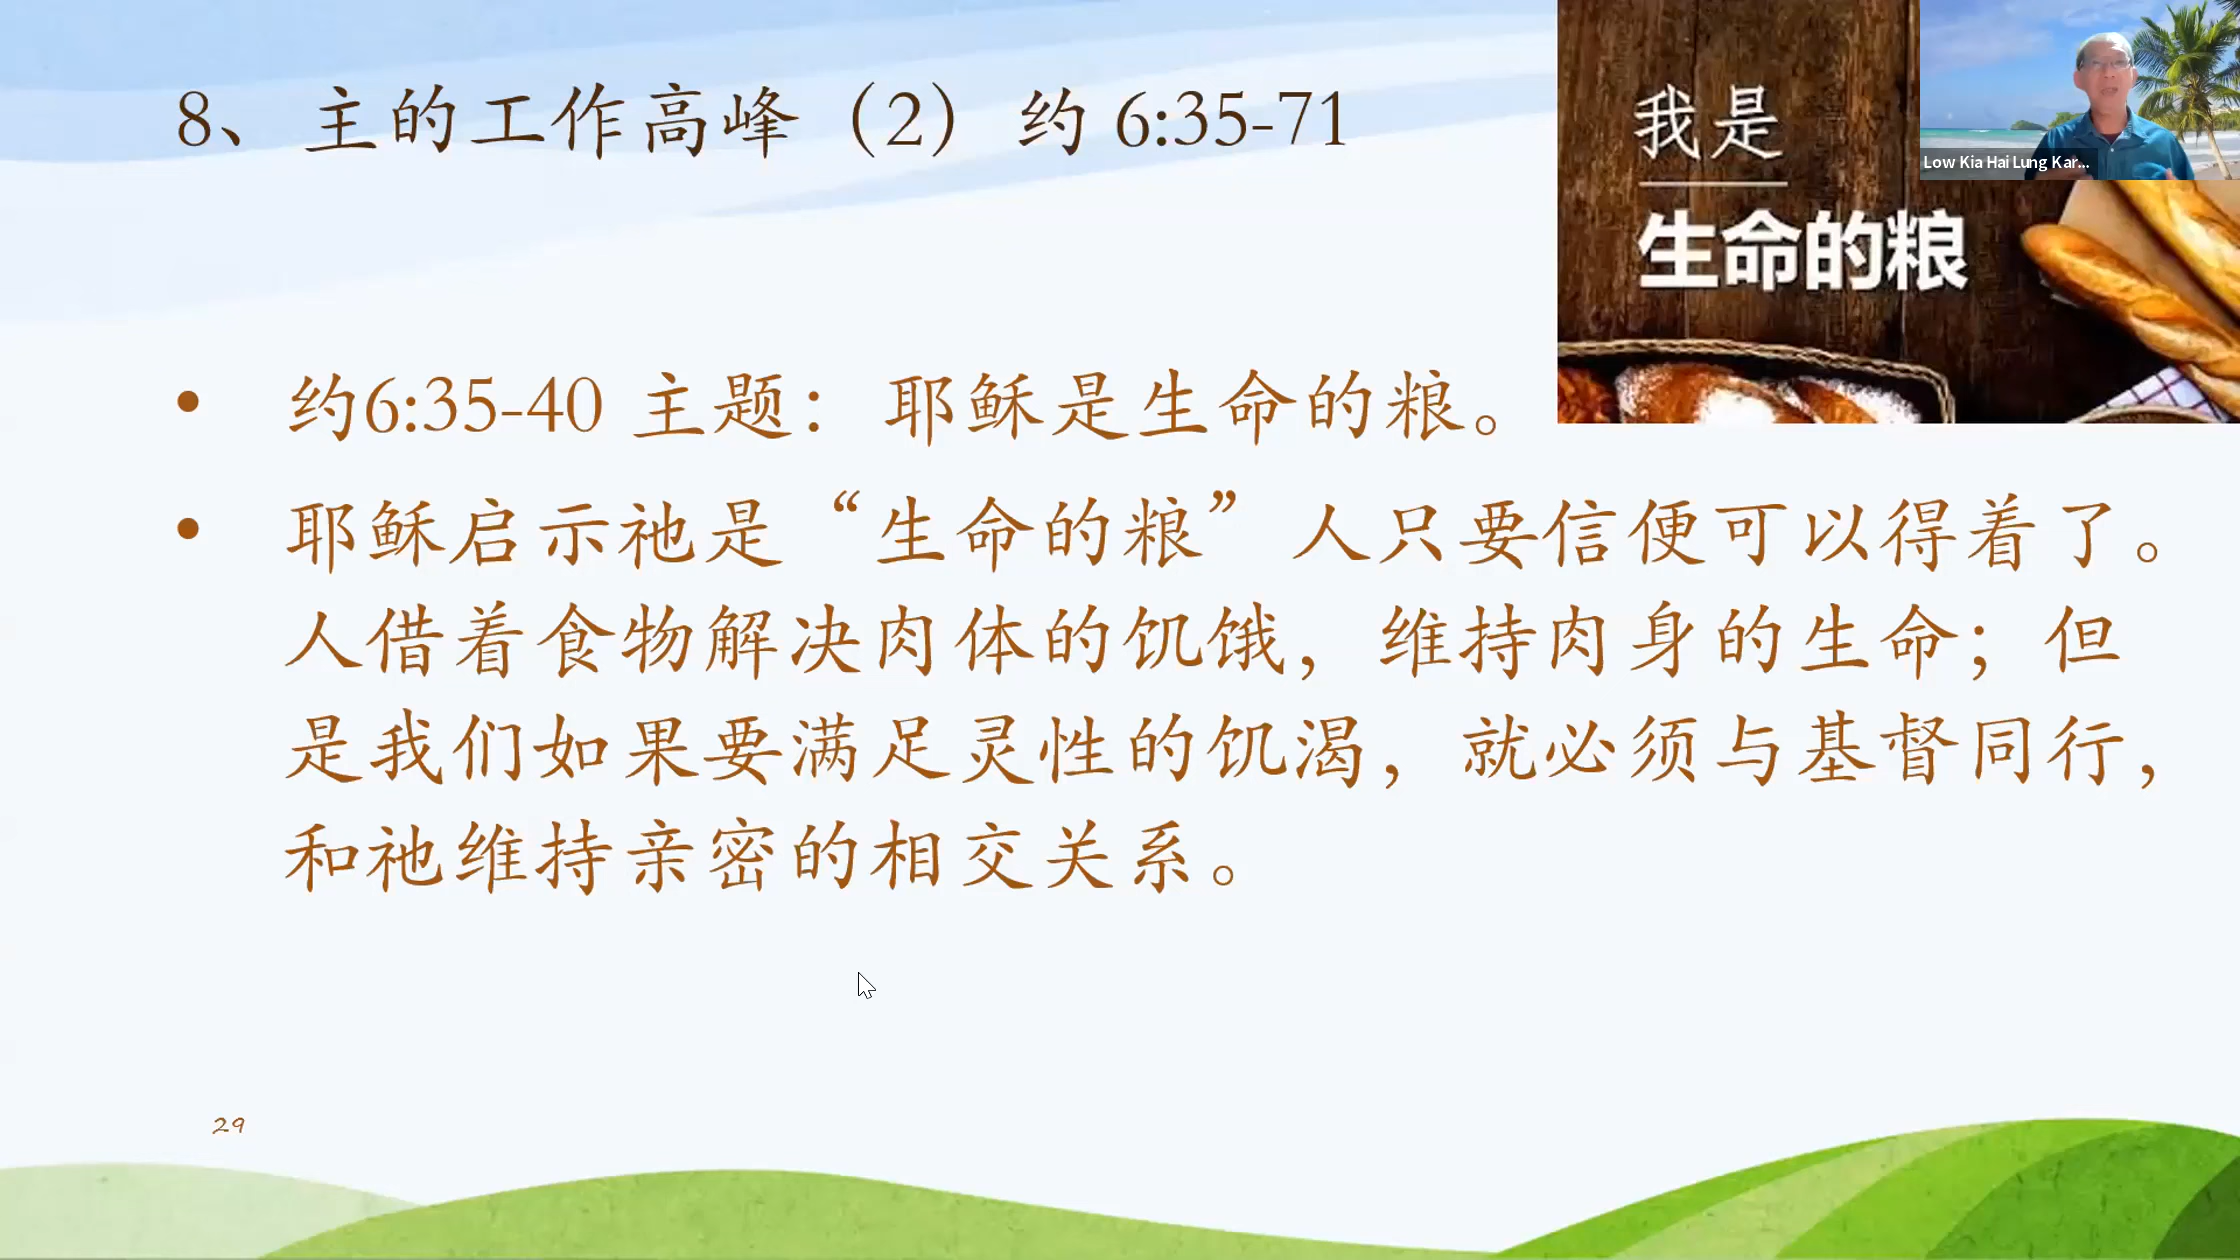 8、 主的工作高峰（2） 约 6:35-71
我是
生命的粮
Low Kia Hai Lung Kar...
• 约6:35-40 主题： 耶稣是生命的粮。
• 耶稣启示祂是“生命的粮”人只要信便可以得着了。
人借着食物解决肉体的饥饿，维持肉身的生命；但
是我们如果要满足灵性的饥渴，就必须与基督同行，
和祂维持亲密的相交关系。
29